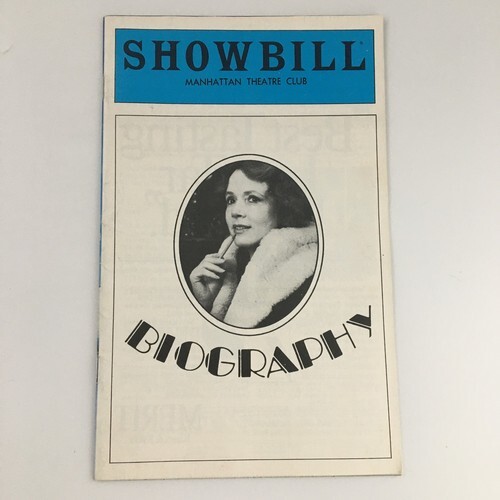 SHOWBILL
MANHATTAN THEATRE CLUB
BIOGRAPHY